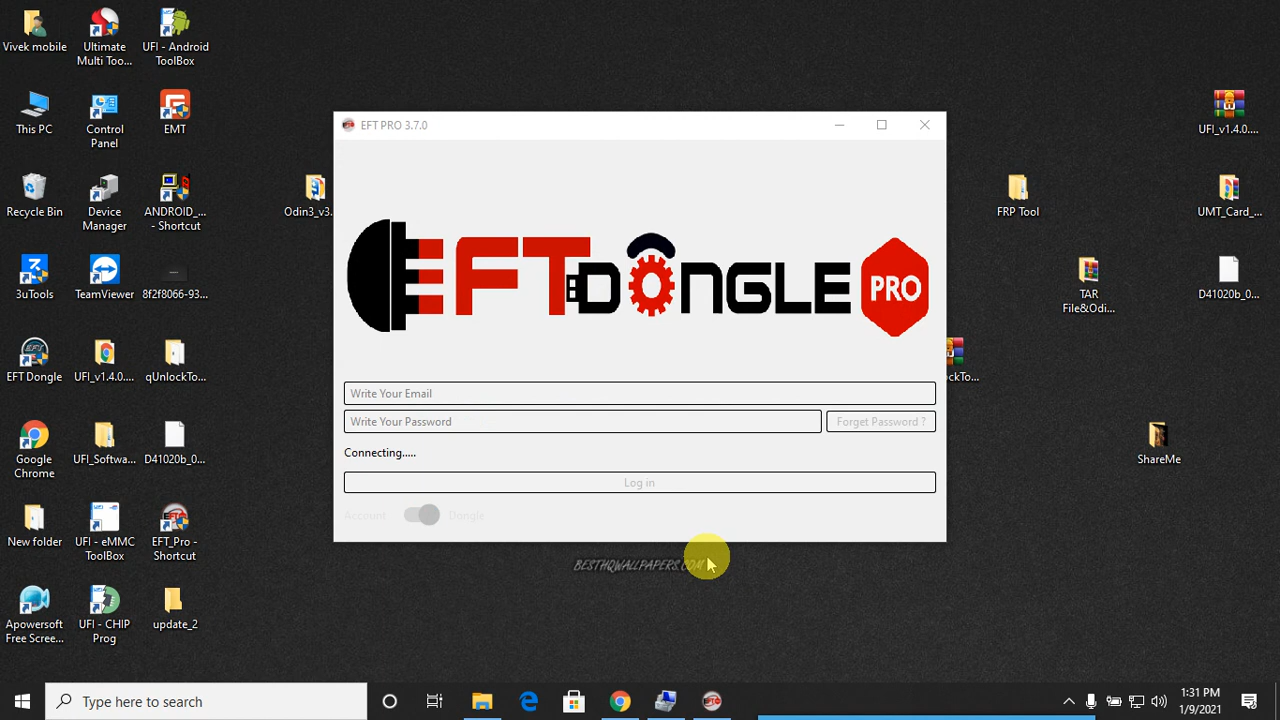 Vivek mobile
Ultimate
Multi Too...
UFI - Android
ToolBox
This PC
Control
Panel
EMT
UFI_v1.4.0....
Recycle Bin
Device
Manager
ANDROID_...
- Shortcut
Odin3_v3.
FRP Tool
UMT_Card_...
3uTools
TeamViewer
8f2f8066-93...
TAR
File&Odi...
D41020b_0...
EFT Dongle
UFI_v1.4.0....
qUnlockTo...
ckTo...
Google
Chrome
UFI_Softwa...
D41020b_0...
ShareMe
New folder
UFI - eMMC
ToolBox
EFT_Pro -
Shortcut
Apowersoft
Free Scree...
UFI - CHIP
Prog
update_2
EFT PRO 3.7.0
EFT DONGLE PRO
Write Your Email
Write Your Password
Forget Password ?
Connecting.....
Log in
Account
Dongle
BESTHQWALLPAPERS.COM
Type here to search
1:31 PM
1/9/2021